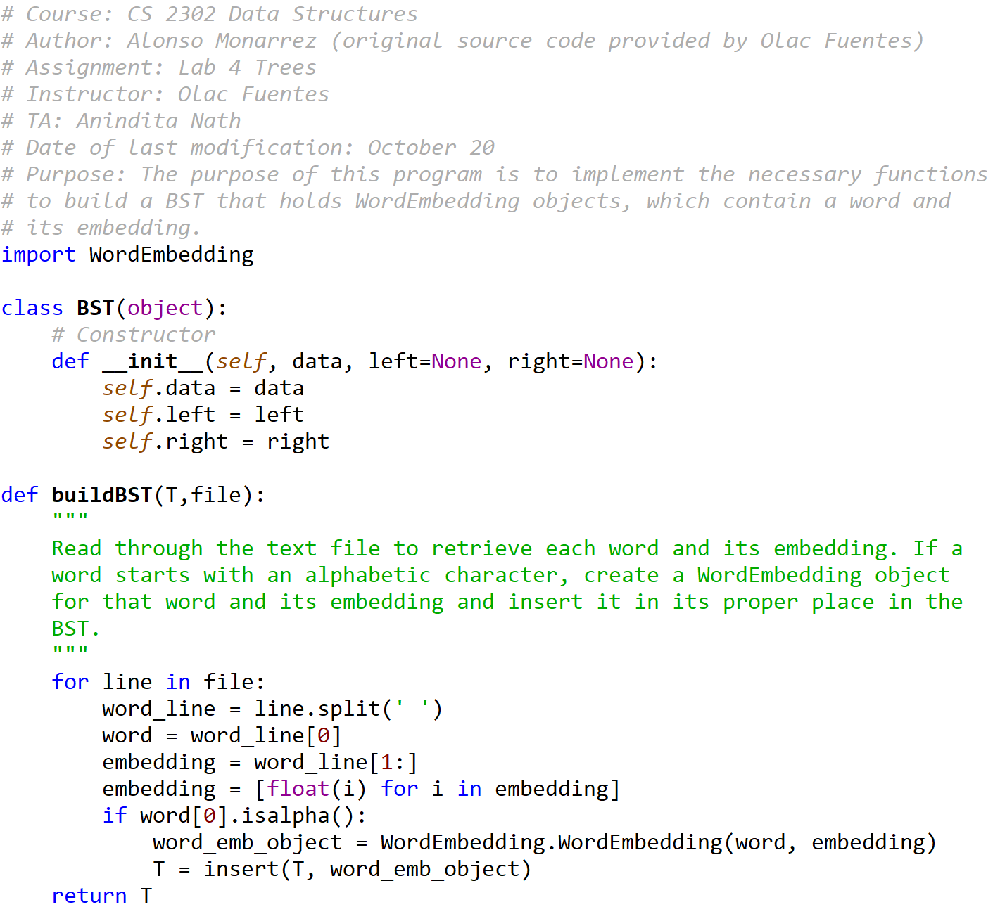 # Course: CS 2302 Data Structures
# Author: Alonso Monarrez (original source code provided by Olac Fuentes)
# Assignment: Lab 4 Trees
# Instructor: Olac Fuentes
# TA: Anindita Nath
# Date of last modification: October 20
# Purpose: The purpose of this program is to implement the necessary functions
# to build a BST that holds WordEmbedding objects, which contain a word and
# its embedding.
import WordEmbedding

class BST(object):
    # Constructor
    def __init__(self, data, left=None, right=None):
        self.data = data
        self.left = left
        self.right = right

def buildBST(T,file):
    """
    Read through the text file to retrieve each word and its embedding. If a
    word starts with an alphabetic character, create a WordEmbedding object
    for that word and its embedding and insert it in its proper place in the
    BST.
    """
    for line in file:
        word_line = line.split(' ')
        word = word_line[0]
        embedding = word_line[1:]
        embedding = [float(i) for i in embedding]
        if word[0].isalpha():
            word_emb_object = WordEmbedding.WordEmbedding(word, embedding)
            T = insert(T, word_emb_object)
    return T